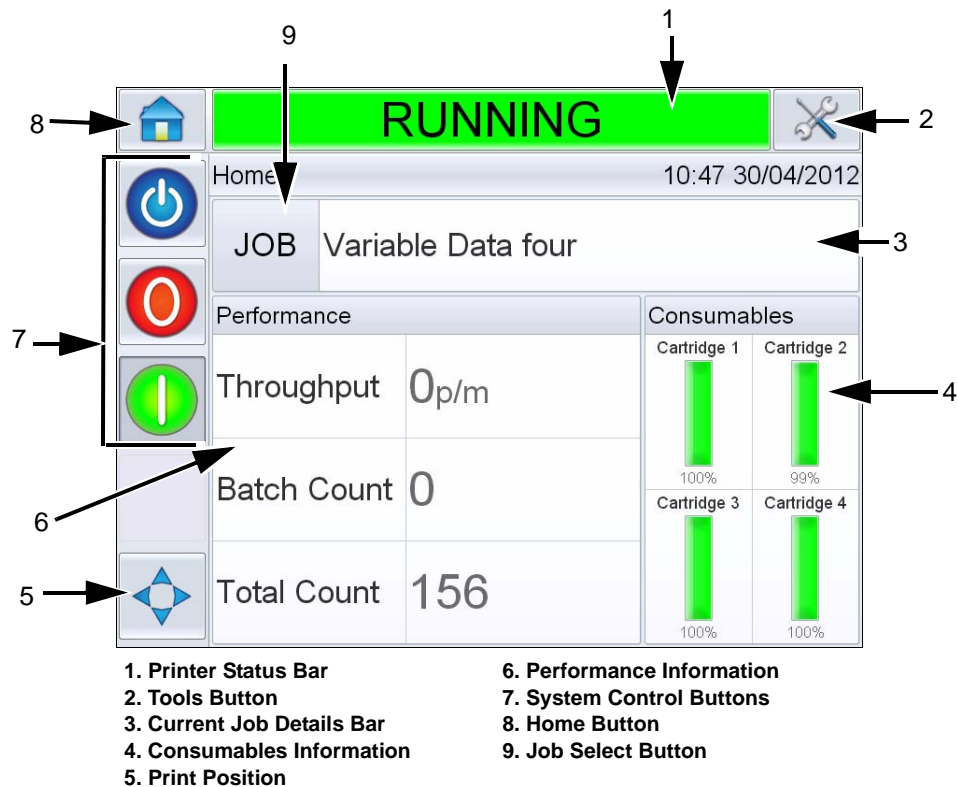 1
9
8
RUNNING
2
Home
10:47 30/04/2012
JOB
Variable Data four
3
7
Performance
Consumables
Throughput
0p/m
Cartridge 1
Cartridge 2
100%
99%
4
Batch Count
0
6
Cartridge 3
Cartridge 4
100%
100%
Total Count
156
5
1. Printer Status Bar
2. Tools Button
3. Current Job Details Bar
4. Consumables Information
5. Print Position
6. Performance Information
7. System Control Buttons
8. Home Button
9. Job Select Button